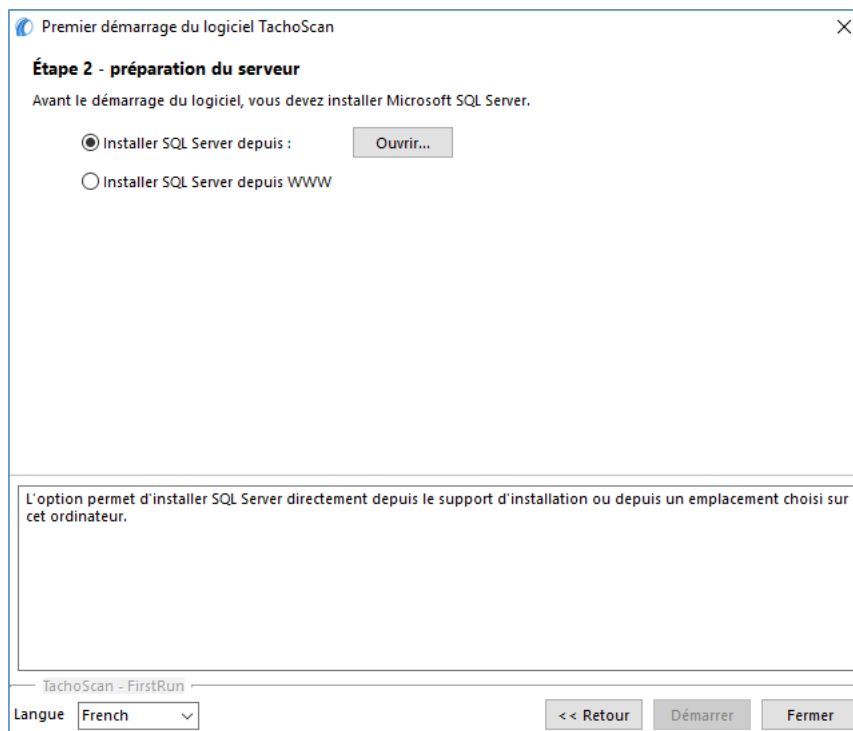 Premier démarrage du logiciel TachoScan
Étape 2 - préparation du serveur
Avant le démarrage du logiciel, vous devez installer Microsoft SQL Server.
Installer SQL Server depuis : Ouvrir...
Installer SQL Server depuis WWW
L'option permet d'installer SQL Server directement depuis le support d'installation ou depuis un emplacement choisi sur
cet ordinateur.
TachoScan - FirstRun
Langue French << Retour Démarrer Fermer